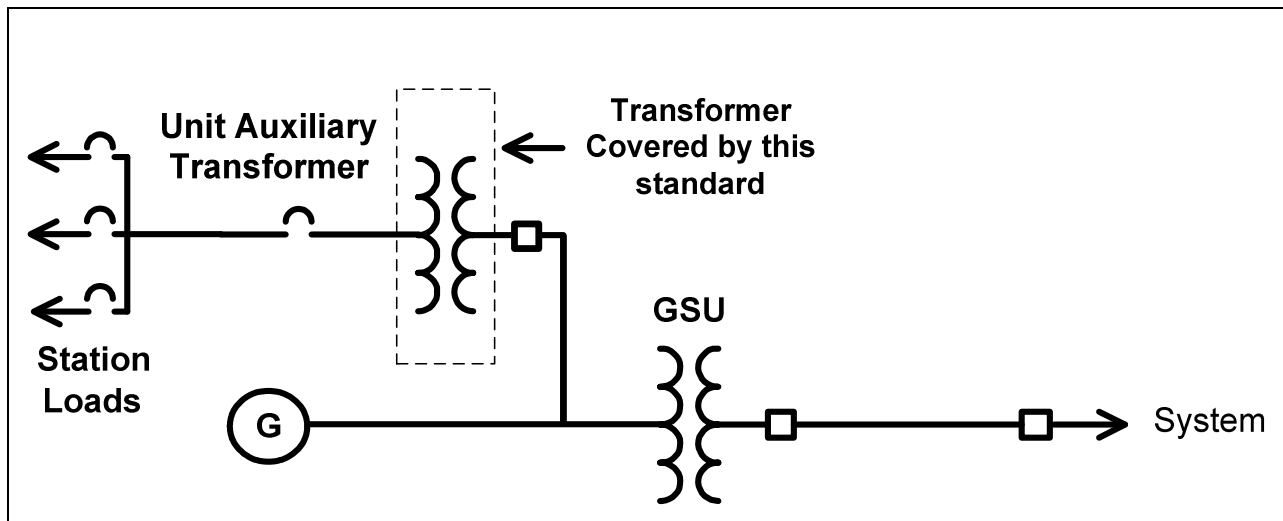 Unit Auxiliary
Transformer
Transformer
Covered by this
standard
Station
Loads
GSU
G
System